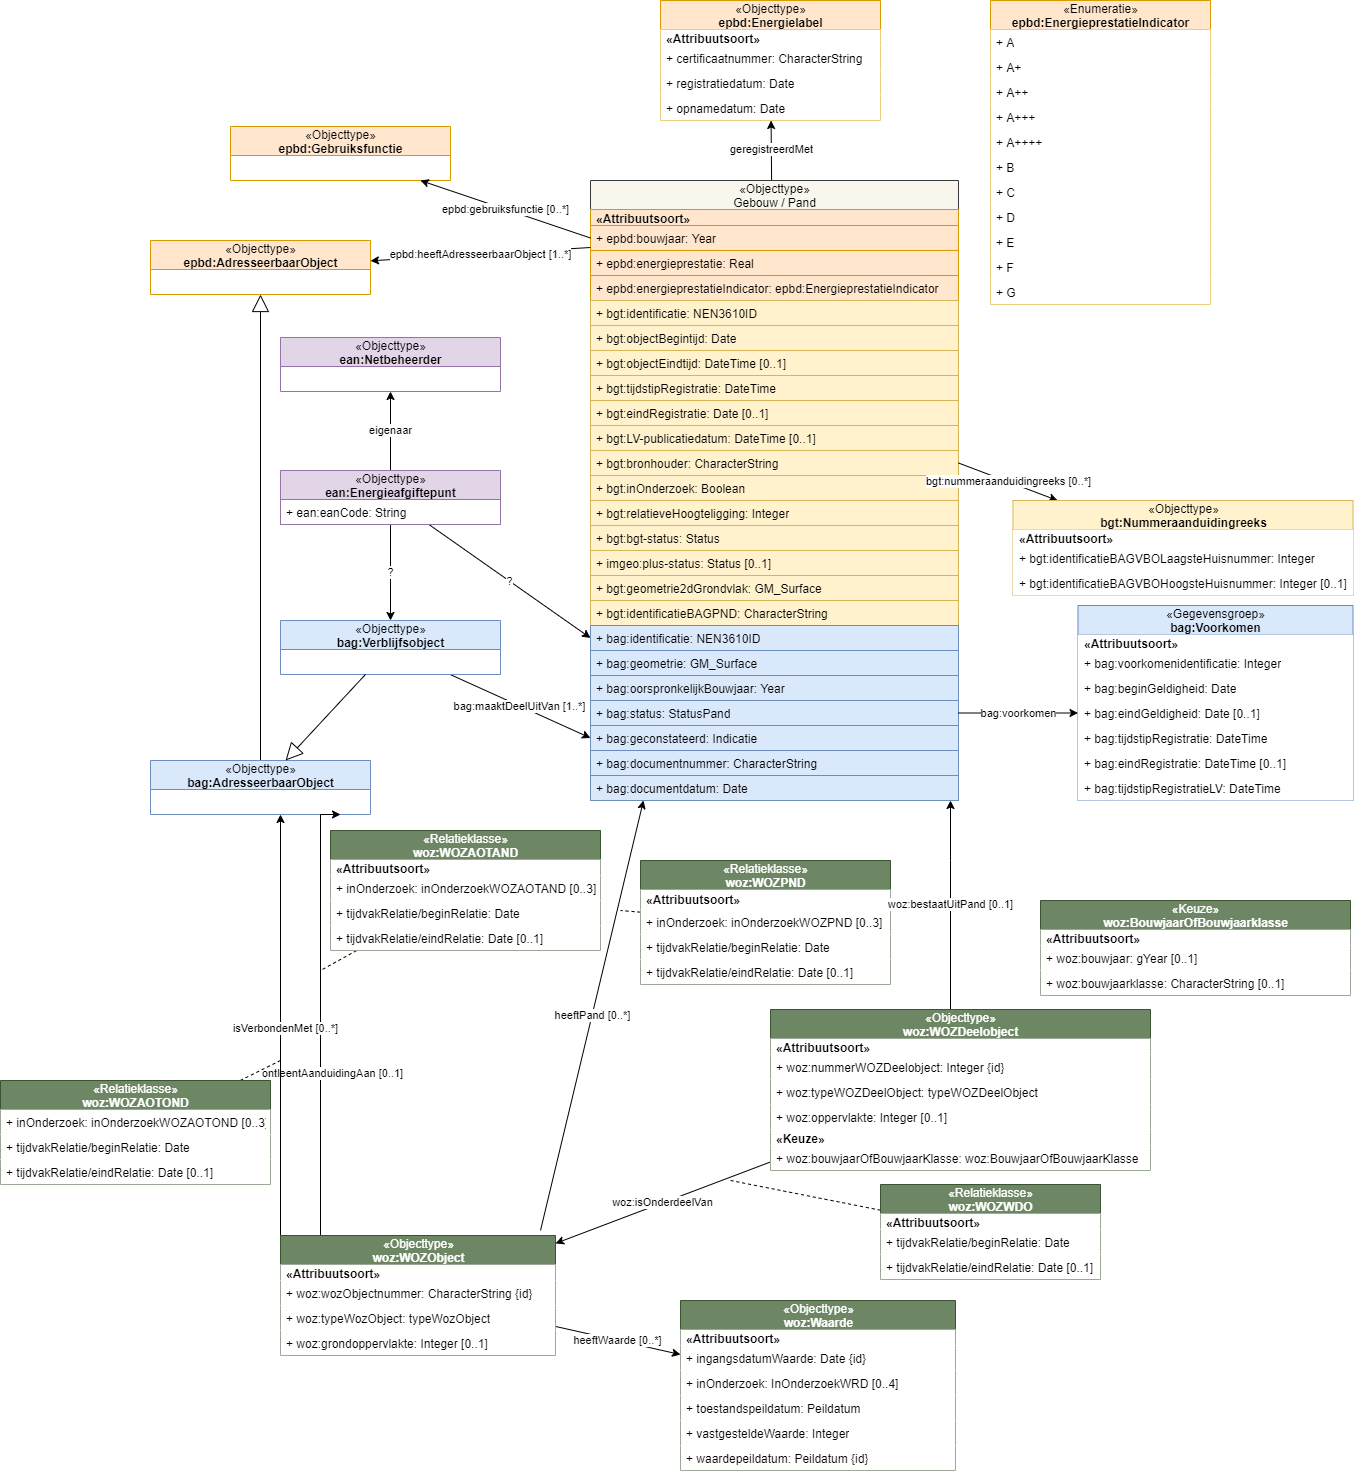 «Objecttype»
epbd:Energielabel
«Attribuutsoort»
+ certificaatnummer: CharacterString
+ registratiedatum: Date
+ opnamedatum: Date
«Enumeratie»
epbd:EnergieprestatieIndicator
+ A
+ A+
+ A++
+ A+++
+ A++++
+ B
+ C
+ D
+ E
+ F
+ G
geregistreerdMet
«Objecttype»
epbd:Gebruiksfunctie
epbd:gebruiksfunctie [0..*]
«Objecttype»
epbd:AdresseerbaarObject
epbd:heeftAdresseerbaarObject [1..*]
«Objecttype»
Gebouw / Pand
«Attribuutsoort»
+ epbd:bouwjaar: Year
+ epbd:energieprestatie: Real
+ epbd:energieprestatieIndicator: epbd:EnergieprestatieIndicator
+ bgt:identificatie: NEN3610ID
+ bgt:objectBegintijd: Date
+ bgt:objectEindtijd: DateTime [0..1]
+ bgt:tijdstipRegistratie: DateTime
+ bgt:eindRegistratie: Date [0..1]
+ bgt:LV-publicatiedatum: DateTime [0..1]
+ bgt:bronhouder: CharacterString
+ bgt:inOnderzoek: Boolean
+ bgt:relatieveHoogteligging: Integer
+ bgt:bgt-status: Status
+ imgeo:plus-status: Status [0..1]
+ bgt:geometrie2dGrondvlak: GM_Surface
+ bgt:identificatieBAGPND: CharacterString
+ bag:identificatie: NEN3610ID
+ bag:geometrie: GM_Surface
+ bag:oorspronkelijkBouwjaar: Year
+ bag:status: StatusPand
+ bag:geconstateerd: Indicatie
+ bag:documentnummer: CharacterString
+ bag:documentdatum: Date
«Objecttype»
ean:Netbeheerder
eigenaar
«Objecttype»
ean:Energieafgiftepunt
+ ean:eanCode: String
?
?
«Objecttype»
bag:Verblijfsobject
bag:maaktDeelUitVan [1..*]
«Objecttype»
bag:AdresseerbaarObject
bgt:nummeraanduidingreeks [0..*]
«Objecttype»
bgt:Nummeraanduidingreeks
«Attribuutsoort»
+ bgt:identificatieBAGVBOLaagsteHuisnummer: Integer
+ bgt:identificatieBAGVBOHoogsteHuisnummer: Integer [0..1]
bag:voorkomen
«Gegevensgroep»
bag:Voorkomen
«Attribuutsoort»
+ bag:voorkomenidentificatie: Integer
+ bag:beginGeldigheid: Date
+ bag:eindGeldigheid: Date [0..1]
+ bag:tijdstipRegistratie: DateTime
+ bag:eindRegistratie: DateTime [0..1]
+ bag:tijdstipRegistratieLV: DateTime
«Relatieklasse»
woz:WOZAOTAND
«Attribuutsoort»
+ inOnderzoek: inOnderzoekWOZAOTAND [0..3]
+ tijdvakRelatie/beginRelatie: Date
+ tijdvakRelatie/eindRelatie: Date [0..1]
«Relatieklasse»
woz:WOZPND
«Attribuutsoort»
+ inOnderzoek: inOnderzoekWOZPND [0..3]
+ tijdvakRelatie/beginRelatie: Date
+ tijdvakRelatie/eindRelatie: Date [0..1]
woz:bestaatUitPand [0..1]
«Keuze»
woz:BouwjaarOfBouwjaarklasse
«Attribuutsoort»
+ woz:bouwjaar: gYear [0..1]
+ woz:bouwjaarklasse: CharacterString [0..1]
isVerbondenMet [0..*]
heeftPand [0..*]
ontleentAanduidingAan [0..1]
«Objecttype»
woz:WOZDeelobject
«Attribuutsoort»
+ woz:nummerWOZDeelobject: Integer {id}
+ woz:typeWOZDeelObject: typeWOZDeelObject
+ woz:oppervlakte: Integer [0..1]
«Keuze»
+ woz:bouwjaarOfBouwjaarKlasse: woz:BouwjaarOfBouwjaarKlasse
«Relatieklasse»
woz:WOZAOTOND
+ inOnderzoek: inOnderzoekWOZAOTOND [0..3]
+ tijdvakRelatie/beginRelatie: Date
+ tijdvakRelatie/eindRelatie: Date [0..1]
woz:isOnderdeelVan
«Relatieklasse»
woz:WOZWDO
«Attribuutsoort»
+ tijdvakRelatie/beginRelatie: Date
+ tijdvakRelatie/eindRelatie: Date [0..1]
«Objecttype»
woz:WOZObject
«Attribuutsoort»
+ woz:wozObjectnummer: CharacterString {id}
+ woz:typeWozObject: typeWozObject
+ woz:grondoppervlakte: Integer [0..1]
heeftWaarde [0..*]
«Objecttype»
woz:Waarde
«Attribuutsoort»
+ ingangsdatumWaarde: Date {id}
+ inOnderzoek: InOnderzoekWRD [0..4]
+ toestandspeildatum: Peildatum
+ vastgesteldeWaarde: Integer
+ waardepeildatum: Peildatum {id}